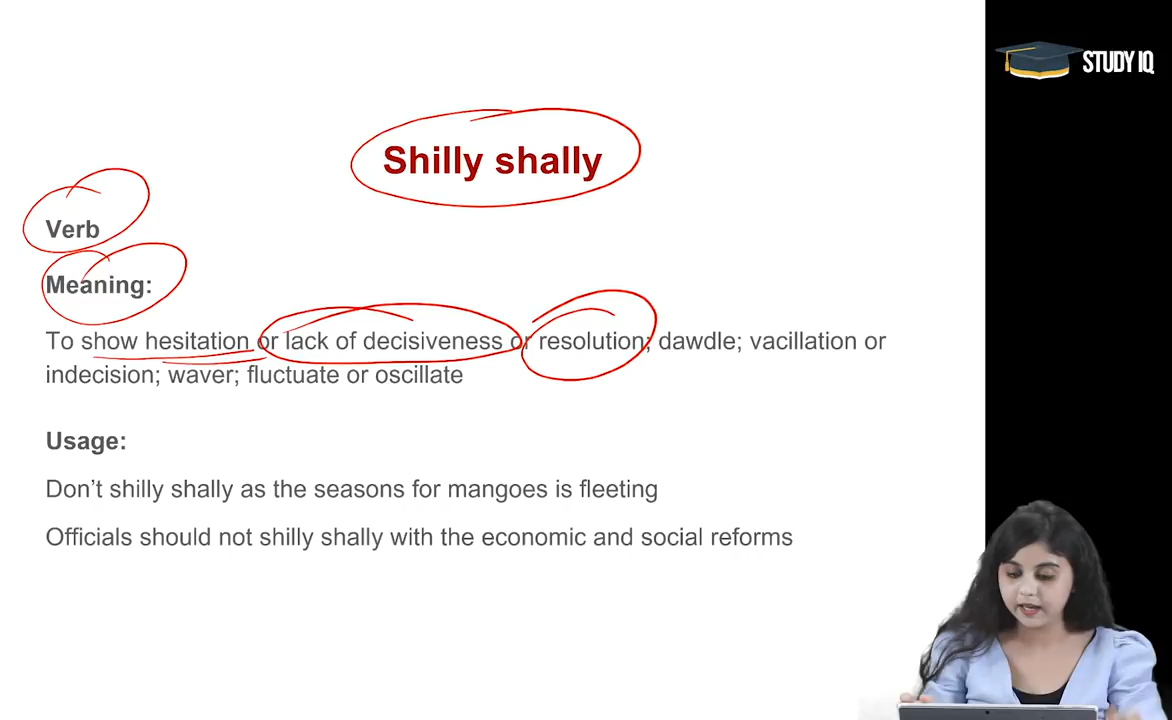 STUDY IQ
Shilly shally
Verb
Meaning:
To show hesitation or lack of decisiveness or resolution; dawdle; vacillation or
indecision; waver; fluctuate or oscillate
Usage:
Don’t shilly shally as the seasons for mangoes is fleeting
Officials should not shilly shally with the economic and social reforms